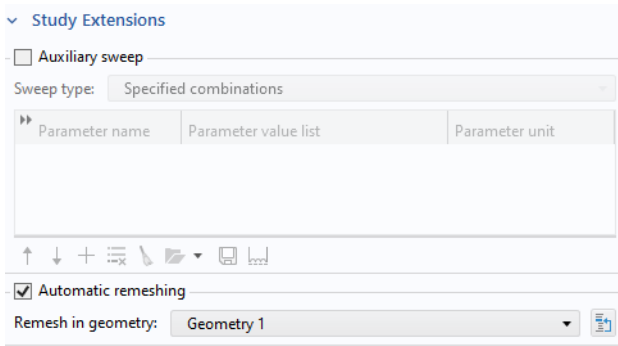 Study Extensions
Auxiliary sweep
Sweep type: Specified combinations
Parameter name Parameter value list Parameter unit
Automatic remeshing
Remesh in geometry: Geometry 1